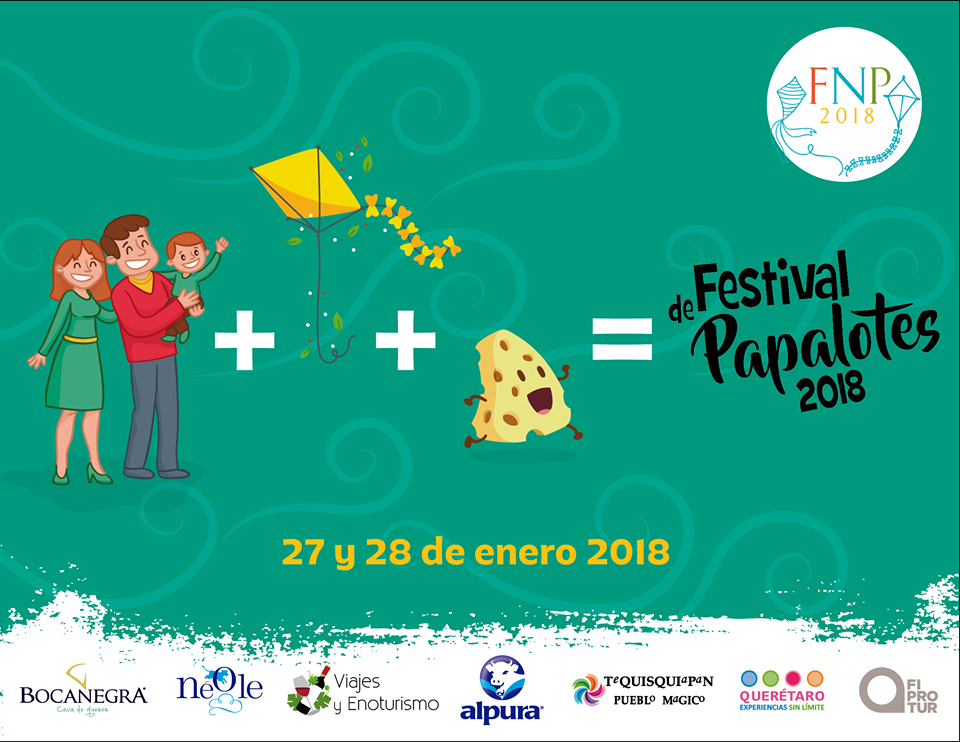 FNP
2018
+ + =
Festival
de Papalotes
2018
27 y 28 de enero 2018
BOCANEGRA
Cava de quesos
néOle
Viajes
y Enoturismo
alpura
TEQUISQUIAPAN
PUEBLO MAGICO
QUERÉTARO
EXPERIENCIAS SIN LÍMITE
FI
PRO
TUR